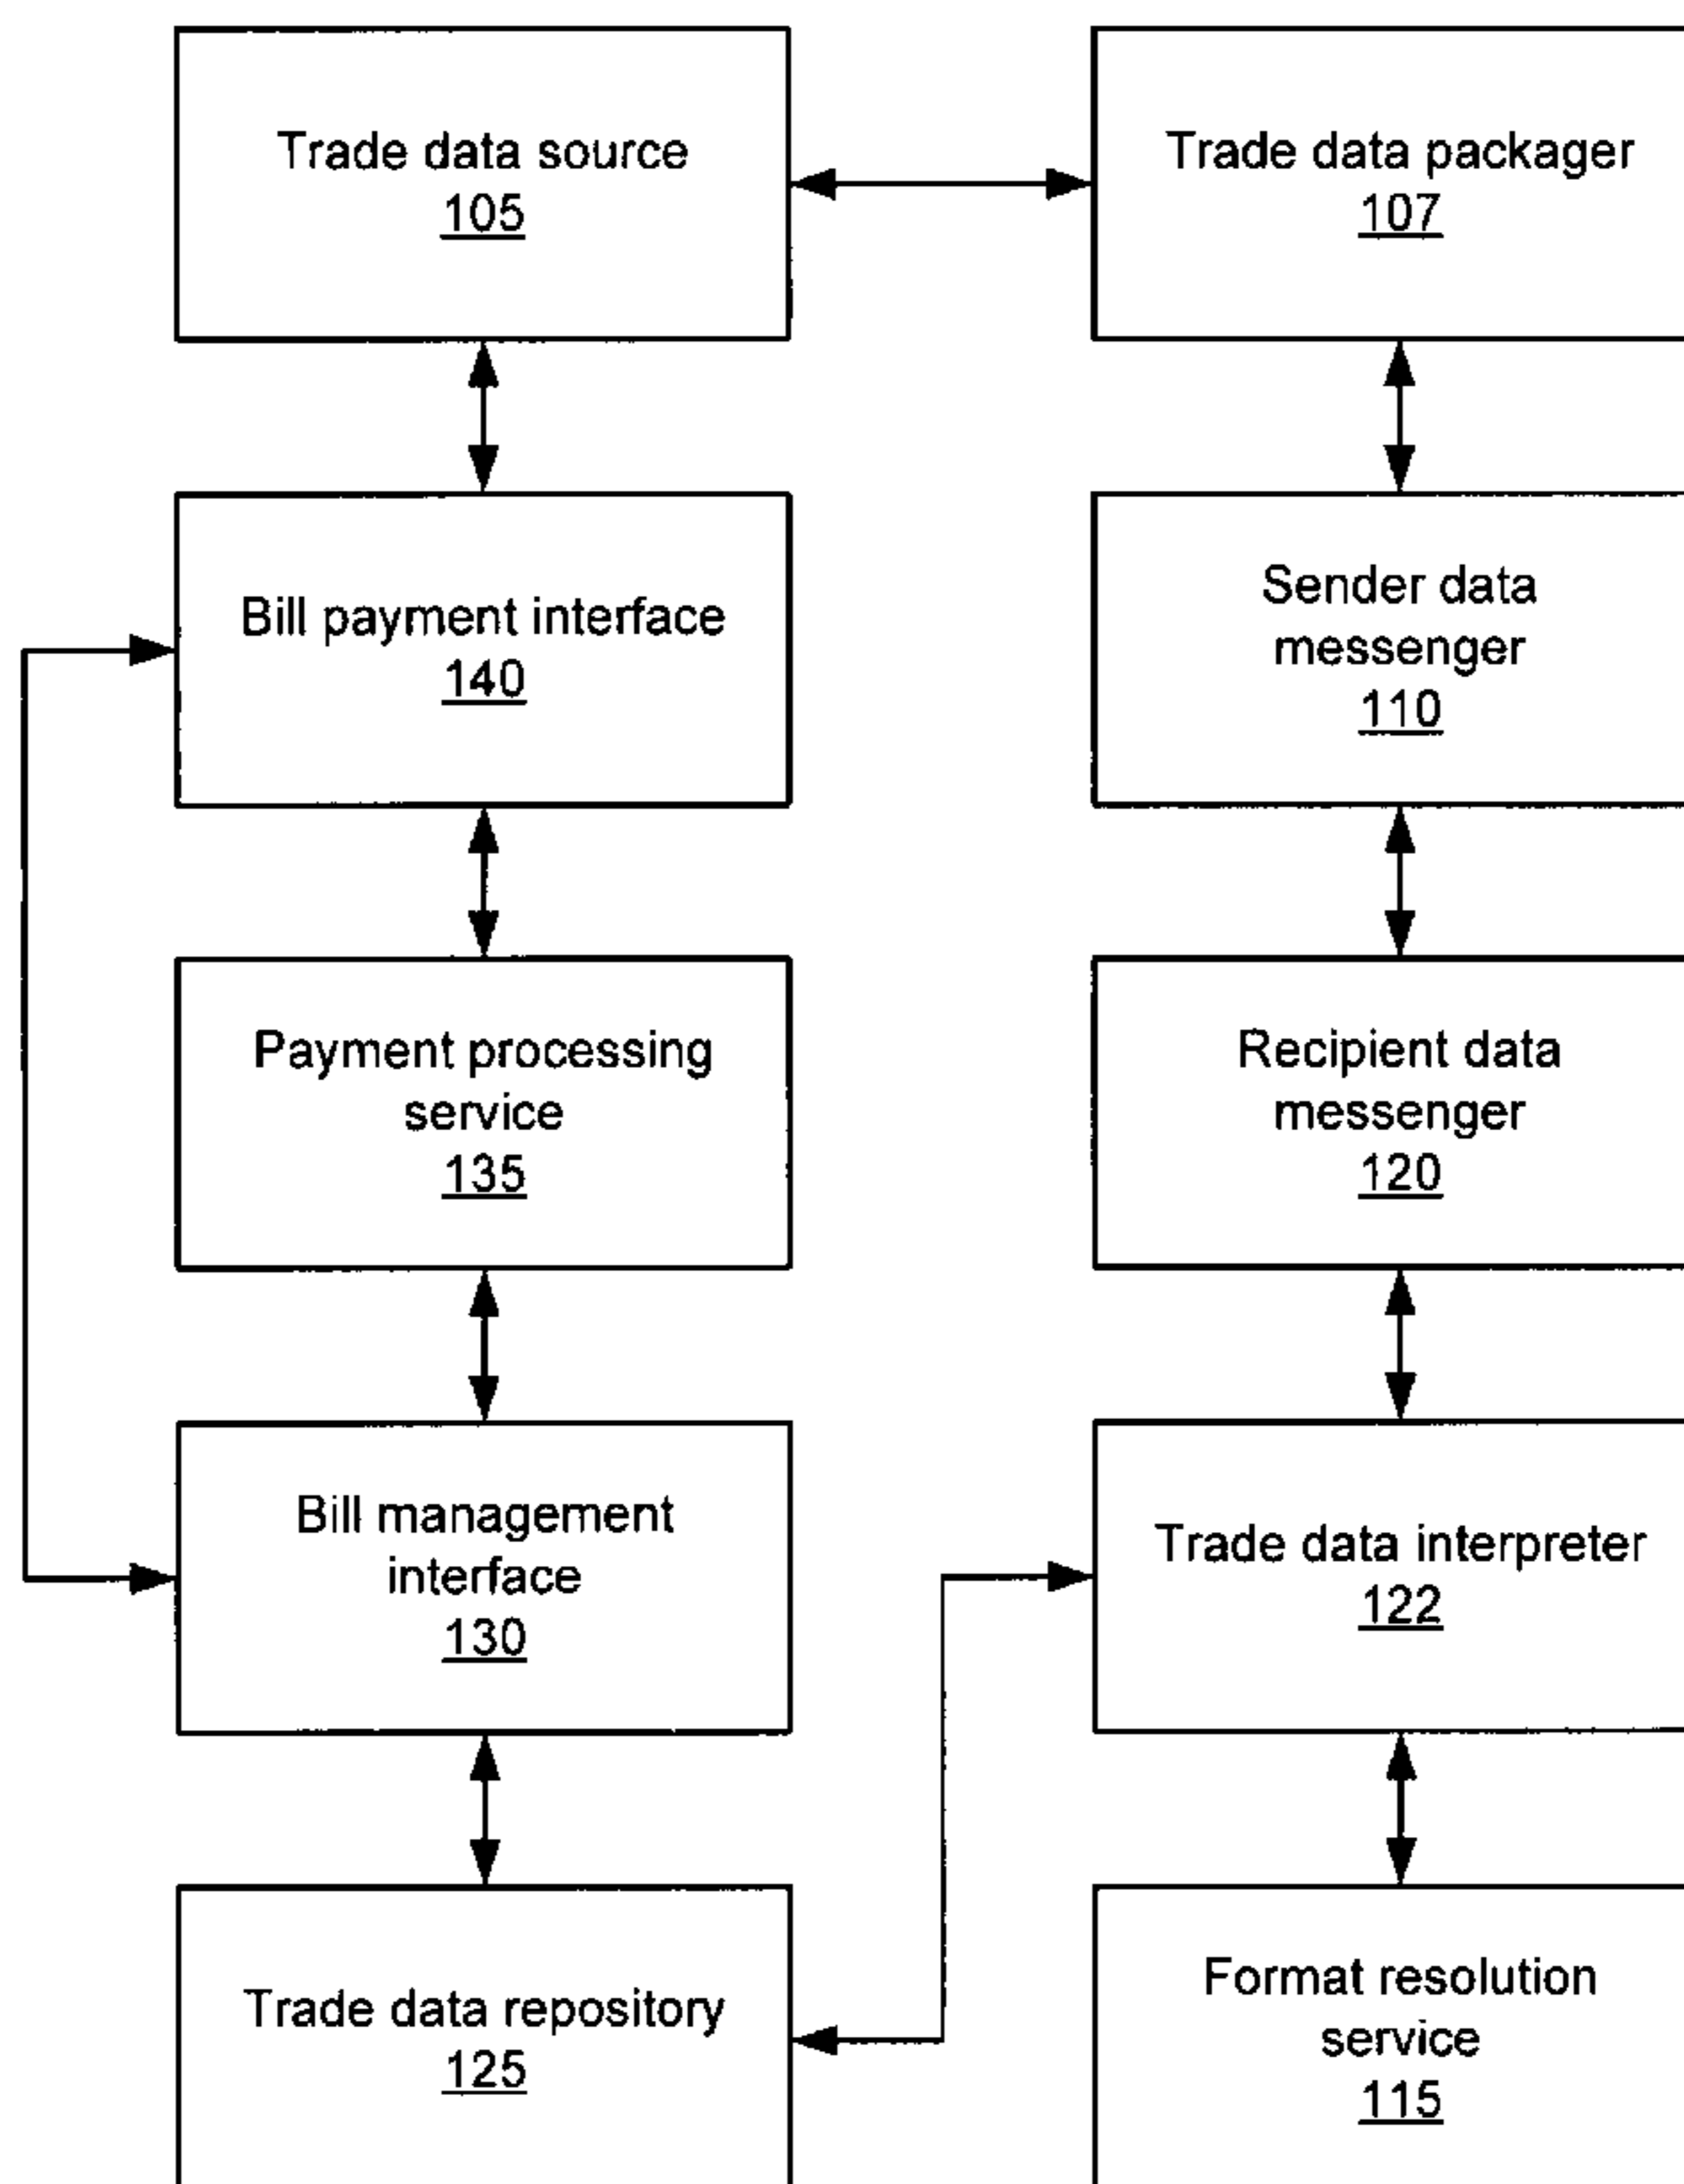 Trade data source
105
Trade data packager
107
Bill payment interface
140
Sender data
messenger
110
Payment processing
service
135
Recipient data
messenger
120
Bill management
interface
130
Trade data interpreter
122
Trade data repository
125
Format resolution
service
115